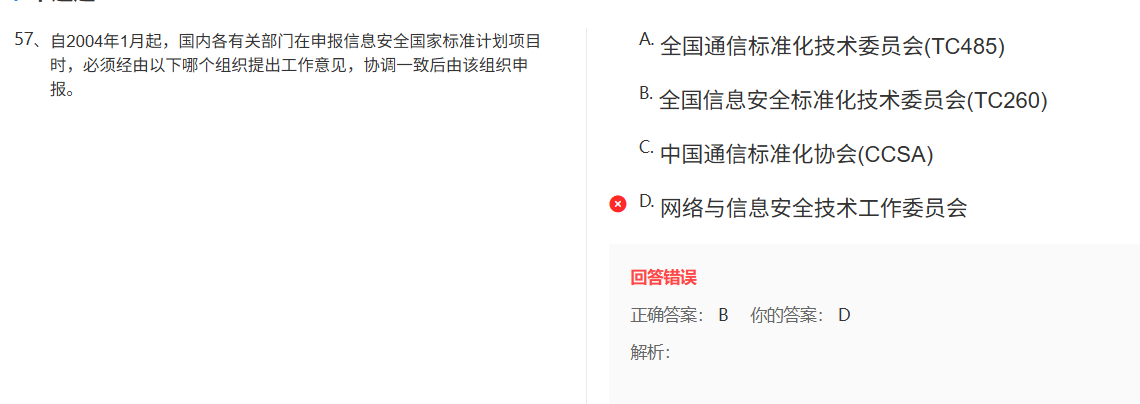 57、自2004年1月起，国内各有关部门在申报信息安全国家标准计划项目
时，必须经由以下哪个组织提出工作意见，协调一致后由该组织申
报。
A. 全国通信标准化技术委员会(TC485)
B. 全国信息安全标准化技术委员会(TC260)
C. 中国通信标准化协会(CCSA)
D. 网络与信息安全技术工作委员会
回答错误
正确答案： B 你的答案： D
解析：